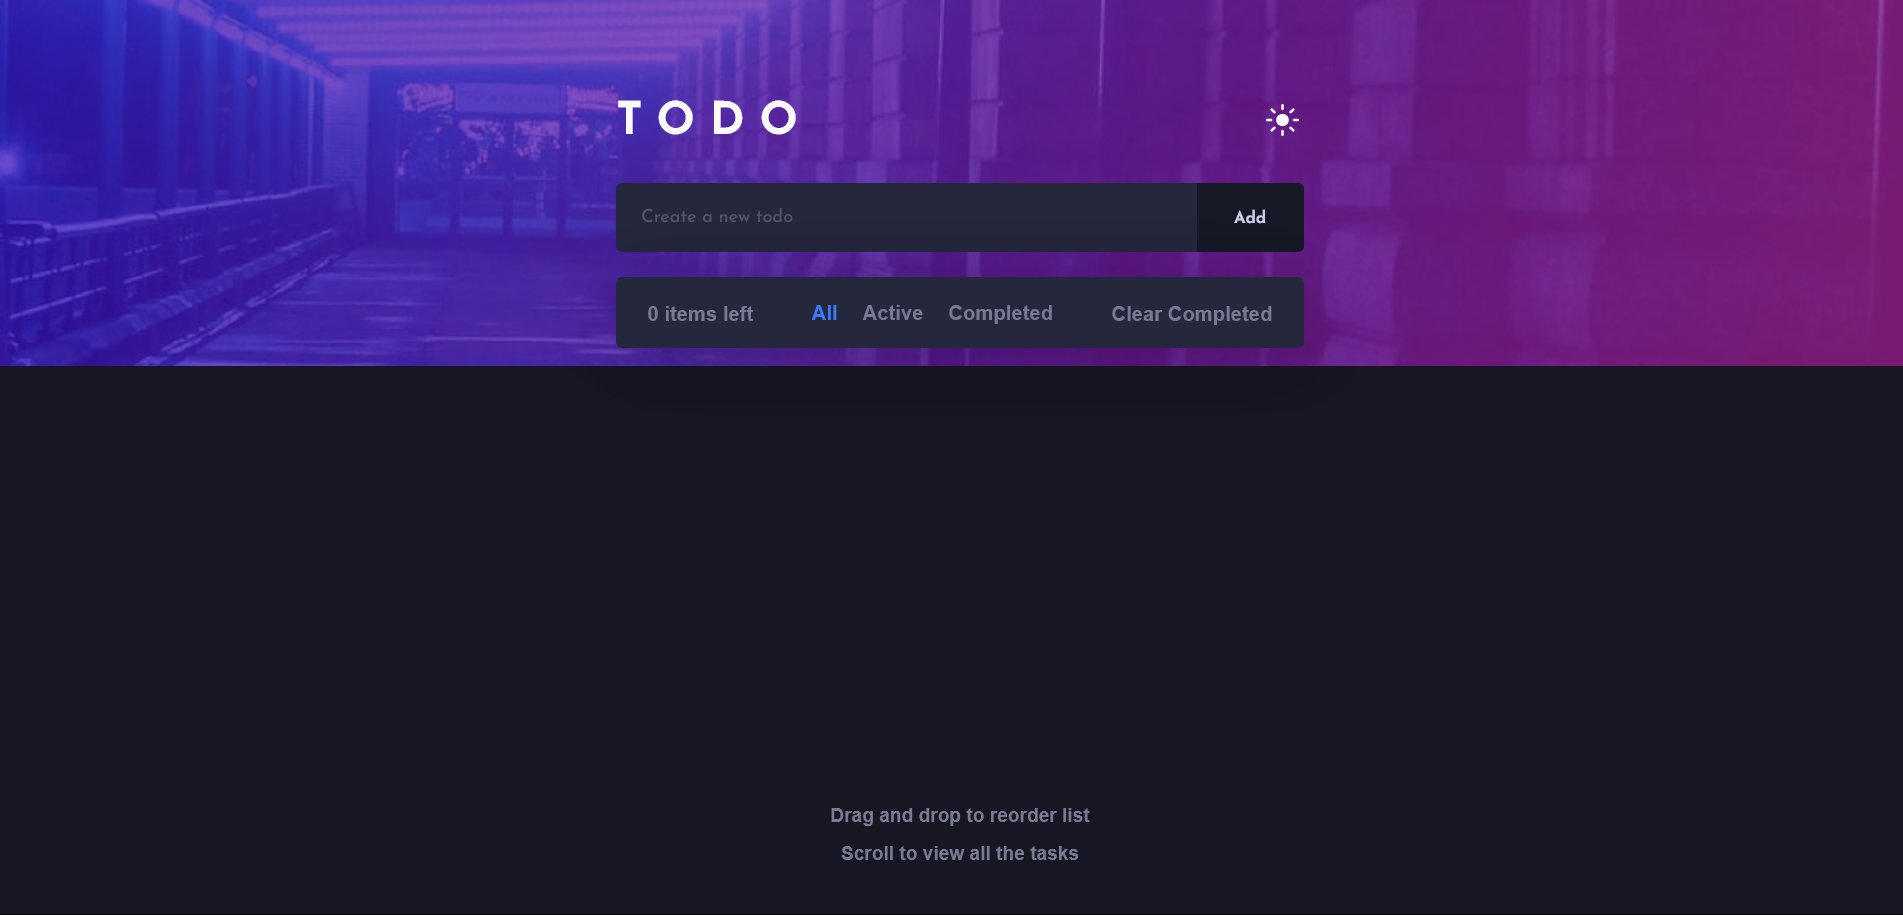 TODO
Create a new todo
Add
0 items left
All
Active
Completed
Clear Completed
Drag and drop to reorder list
Scroll to view all the tasks